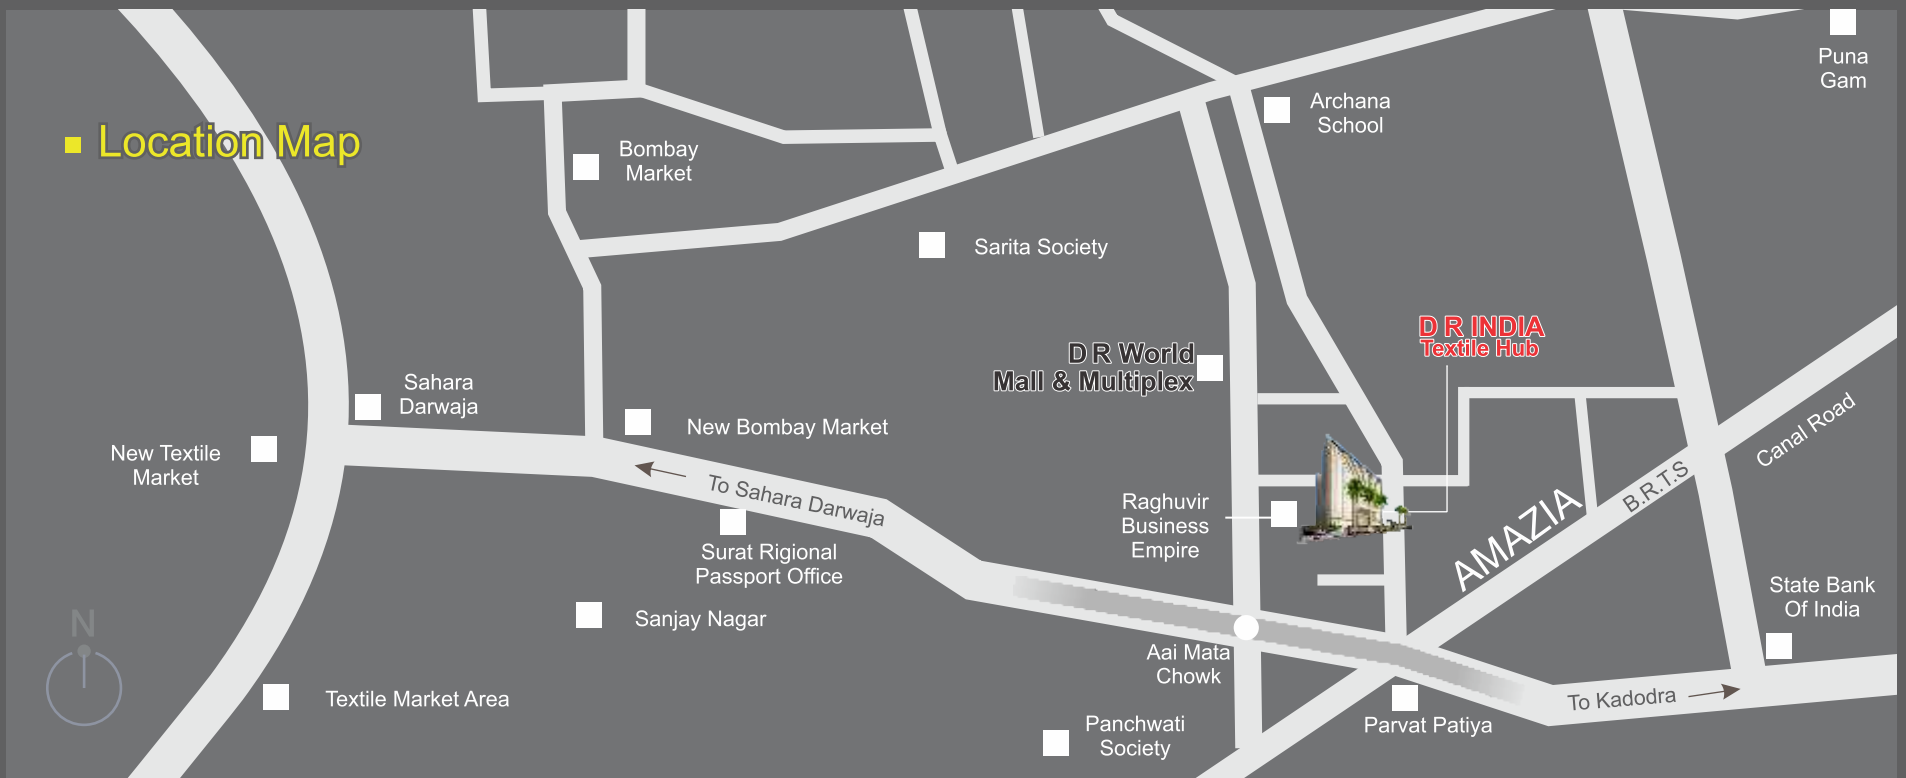 Location Map
Puna
Gam
Archana
School
Bombay
Market
Sarita Society
D R INDIA
Textile Hub
D R World
Mall & Multiplex
Sahara
Darwaja
New Bombay Market
Canal Road
New Textile
Market
B.R.T.S
To Sahara Darwaja
AMAZIA
Raghuvir
Business
Empire
Surat Rigional
Passport Office
State Bank
Of India
N
Sanjay Nagar
Aai Mata
Chowk
Textile Market Area
To Kadodra
Panchwati
Society
Parvat Patiya